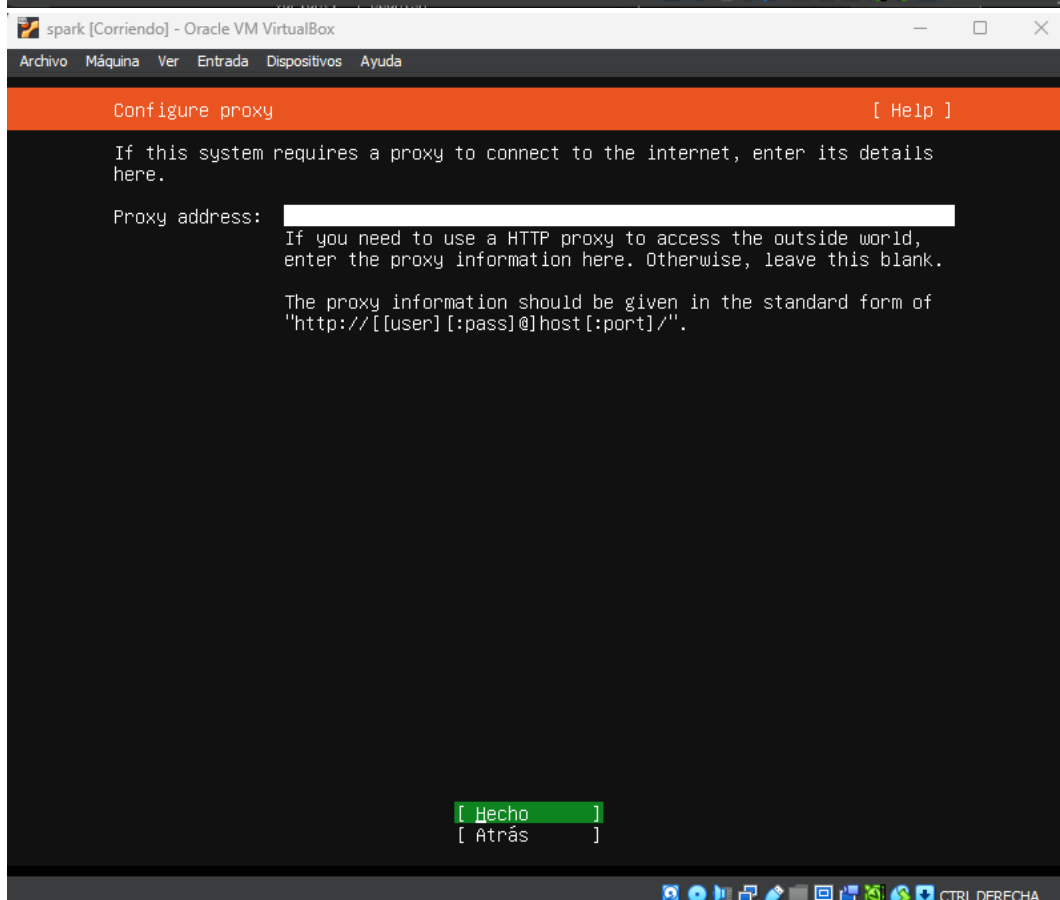 spark [Corriendo] - Oracle VM VirtualBox
Archivo Máquina Ver Entrada Dispositivos Ayuda
Configure proxy [ Help ]
If this system requires a proxy to connect to the internet, enter its details
here.
Proxy address:
If you need to use a HTTP proxy to access the outside world,
enter the proxy information here. Otherwise, leave this blank.
The proxy information should be given in the standard form of
"http://[[user][:pass]@]host[:port]/".
[ Hecho ]
[ Atrás ]
CTRL DERECHA